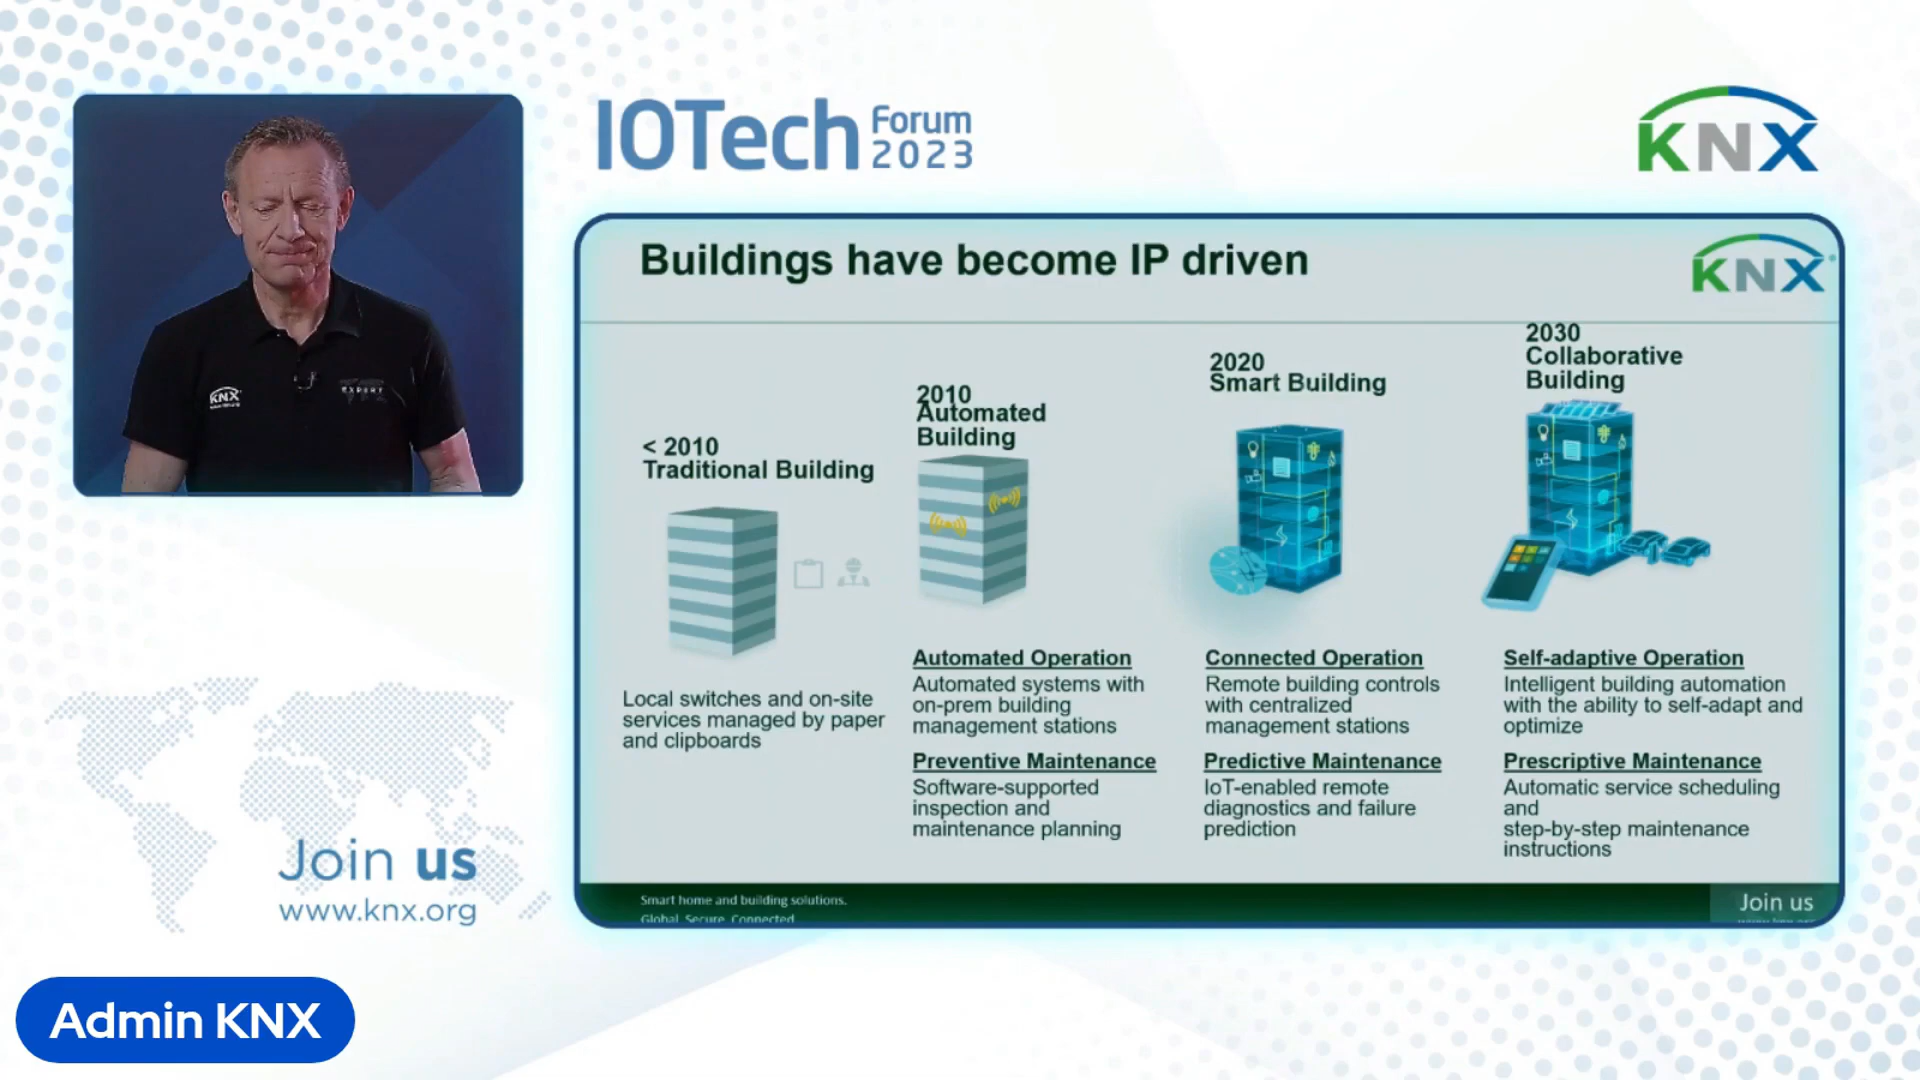 IOTech Forum 2023
KNX
KNX
EXPERT
Buildings have become IP driven
KNX
< 2010
Traditional Building
Local switches and on-site
services managed by paper
and clipboards
2010
Automated
Building
Automated Operation
Automated systems with
on-prem building
management stations
Preventive Maintenance
Software-supported
inspection and
maintenance planning
2020
Smart Building
Connected Operation
Remote building controls
with centralized
management stations
Predictive Maintenance
IoT-enabled remote
diagnostics and failure
prediction
2030
Collaborative
Building
Self-adaptive Operation
Intelligent building automation
with the ability to self-adapt and
optimize
Prescriptive Maintenance
Automatic service scheduling
and
step-by-step maintenance
instructions
Smart home and building solutions.
Global. Secure. Connected.
Join us
Join us
www.knx.org
Admin KNX